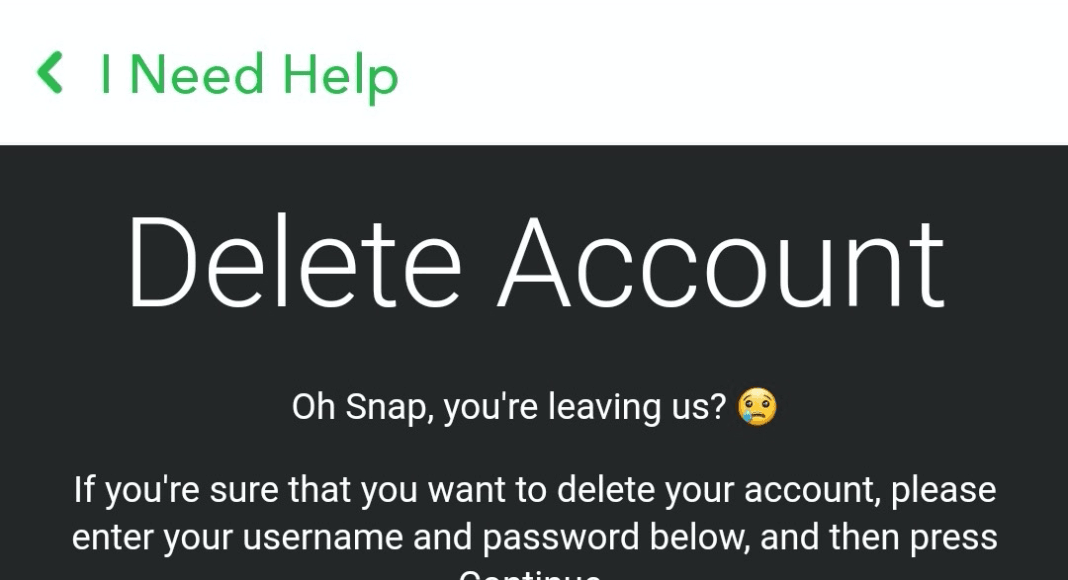 I Need Help
Delete Account
Oh Snap, you're leaving us? 😢
If you're sure that you want to delete your account, please
enter your username and password below, and then press
Continue.